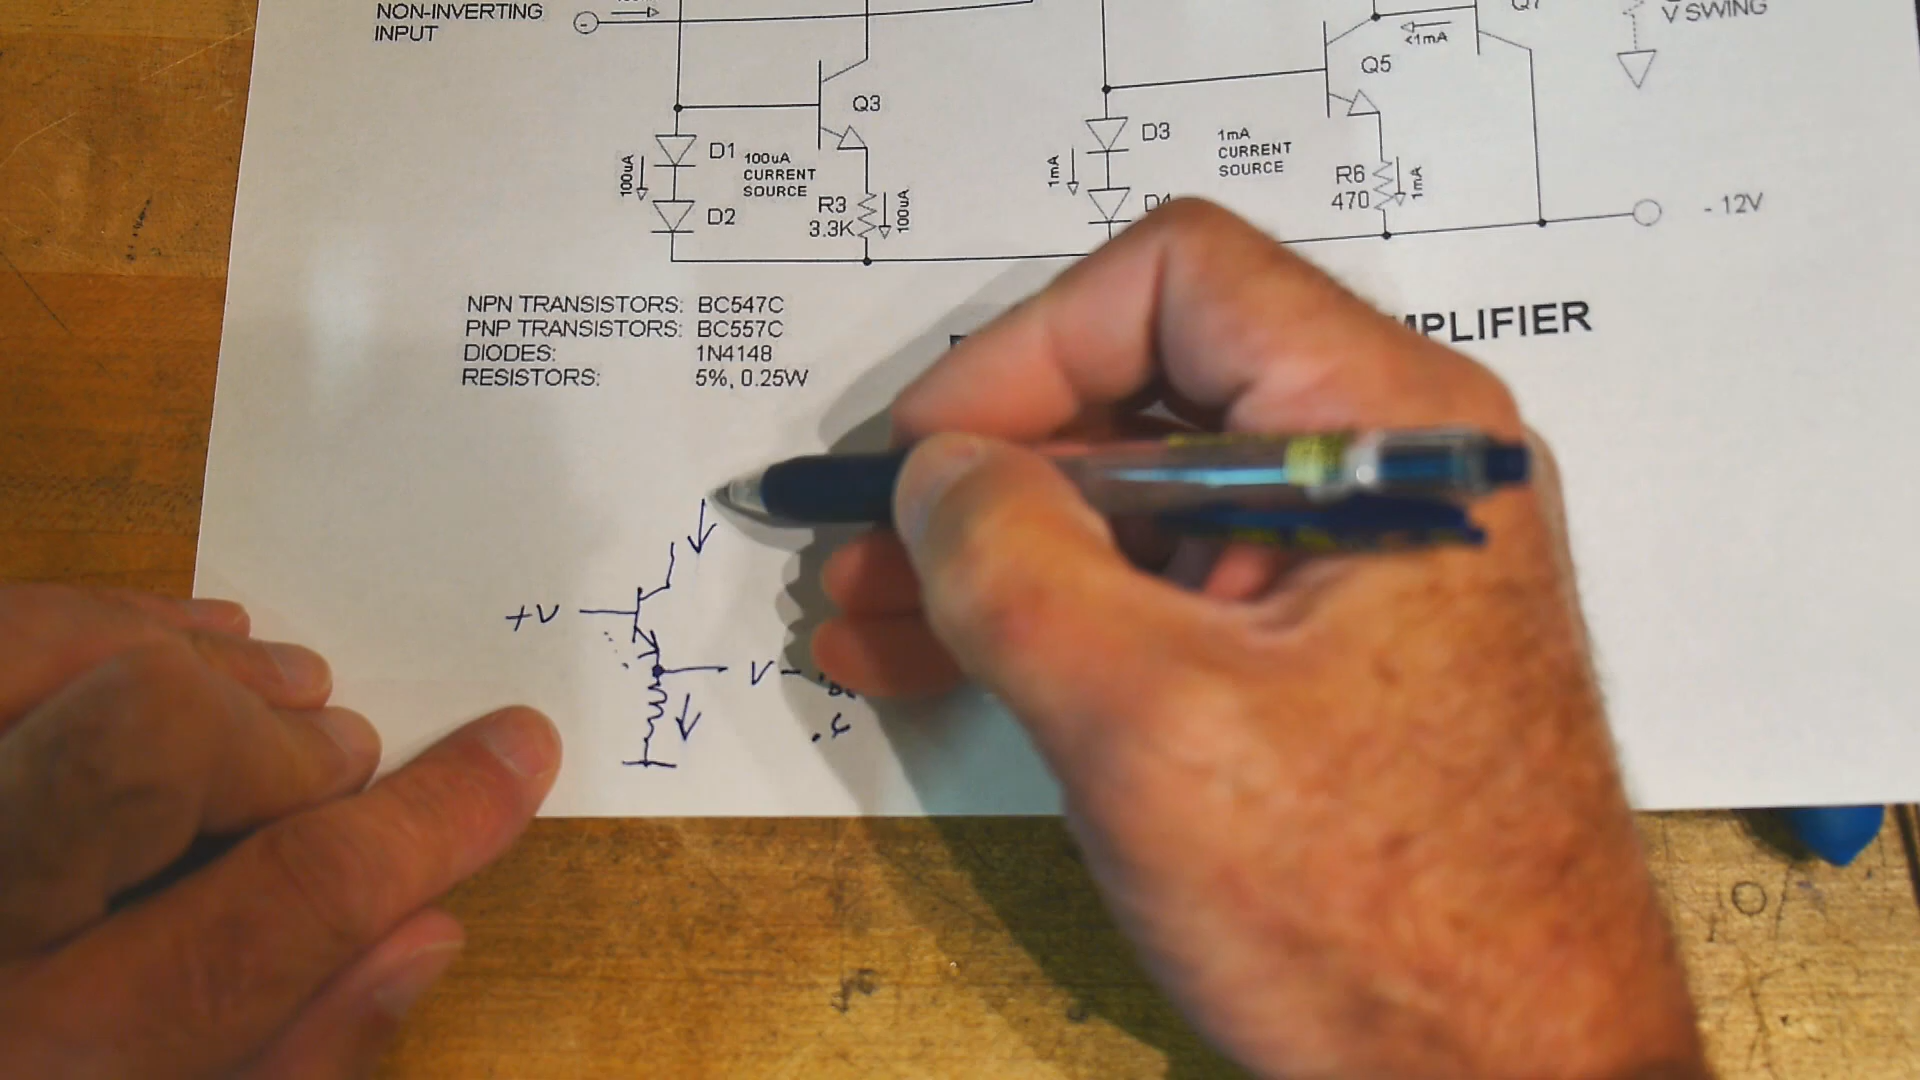 NON-INVERTING
INPUT
V SWING
<1mA
Q5
Q3
D3
1mA
CURRENT
SOURCE
D1
100uA
CURRENT
SOURCE
100uA
1mA
R6
470
1mA
D2
R3
3.3K
100uA
- 12V
NPN TRANSISTORS: BC547C
PNP TRANSISTORS: BC557C
DIODES: 1N4148
RESISTORS: 5%, 0.25W
+V
V -